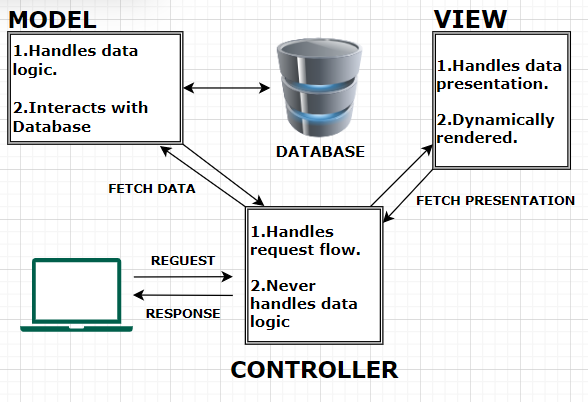 MODEL
1.Handles data
logic.
2.Interacts with
Database
DATABASE
VIEW
1.Handles data
presentation.
2.Dynamically
rendered.
FETCH DATA
FETCH PRESENTATION
1.Handles
request flow.
2.Never
handles data
logic
REGUEST
RESPONSE
CONTROLLER